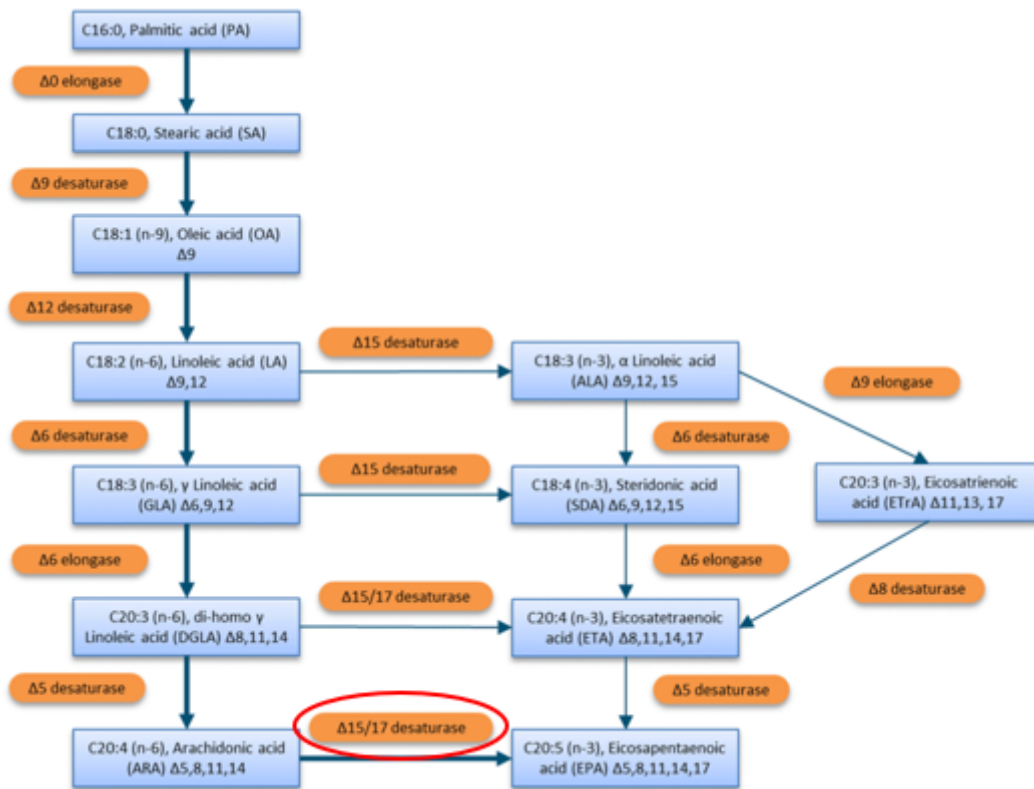 C16:0, Palmitic acid (PA)
Δ0 elongase
C18:0, Stearic acid (SA)
Δ9 desaturase
C18:1 (n-9), Oleic acid (OA)
Δ9
Δ12 desaturase
C18:2 (n-6), Linoleic acid (LA)
Δ9,12
Δ15 desaturase
C18:3 (n-3), α Linoleic acid
(ALA) Δ9,12, 15
Δ9 elongase
Δ6 desaturase
Δ6 desaturase
C18:3 (n-6), γ Linoleic acid
(GLA) Δ6,9,12
Δ15 desaturase
C18:4 (n-3), Steridonic acid
(SDA) Δ6,9,12,15
C20:3 (n-3), Eicosatrienoic
acid (ETrA) Δ11,13, 17
Δ6 elongase
Δ6 elongase
Δ8 desaturase
C20:3 (n-6), di-homo γ
Linoleic acid (DGLA) Δ8,11,14
Δ15/17 desaturase
C20:4 (n-3), Eicosatetraenoic
acid (ETA) Δ8,11,14,17
Δ5 desaturase
Δ5 desaturase
C20:4 (n-6), Arachidonic acid
(ARA) Δ5,8,11,14
Δ15/17 desaturase
C20:5 (n-3), Eicosapentaenoic
acid (EPA) Δ5,8,11,14,17